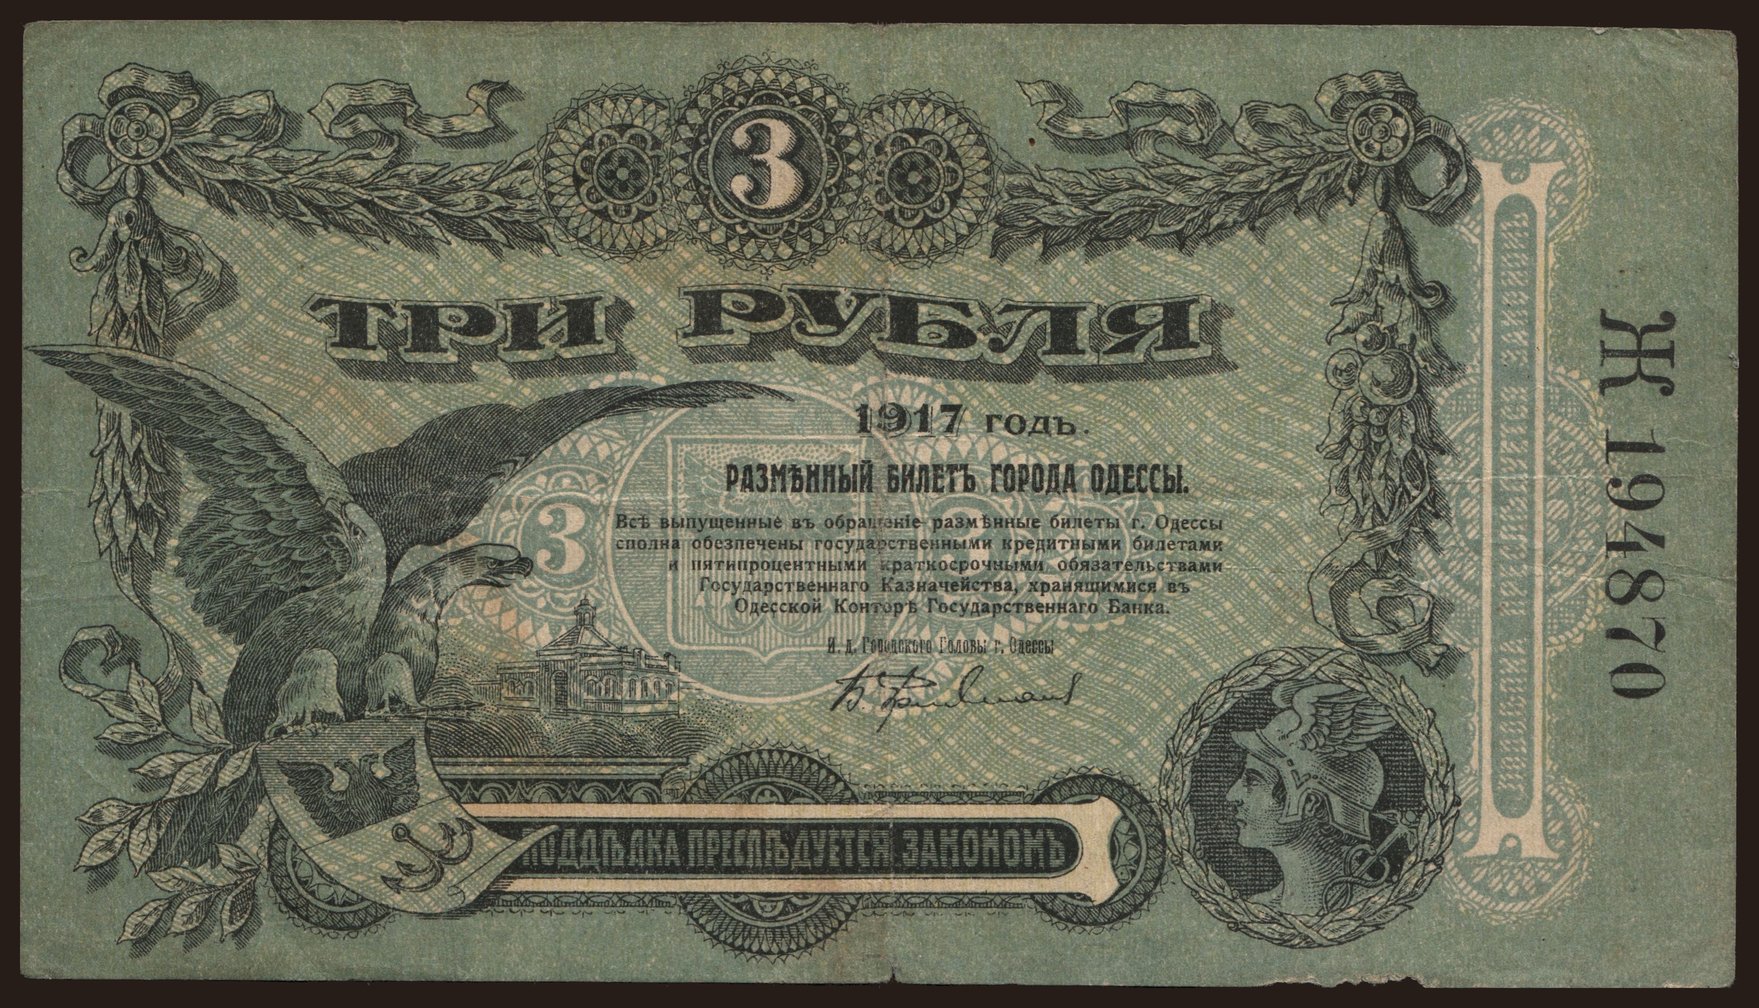 3
ТРИ РУБЛЯ
1917 годъ.
РАЗМѢННЫЙ БИЛЕТЪ ГОРОДА ОДЕССЫ.
3 3
Всѣ выпущенные въ обращеніе размѣнные билеты г. Одессы
сполна обезпечены государственными кредитными билетами
и пятипроцентными краткосрочными обязательствами
Государственнаго Казначейства, хранящимися въ
Одесской Конторѣ Государственнаго Банка.
И. д. Городского Головы г. Одессы
ПОДДѢЛКА ПРЕСЛѢДУЕТСЯ ЗАКОНОМЪ
Ж 194870